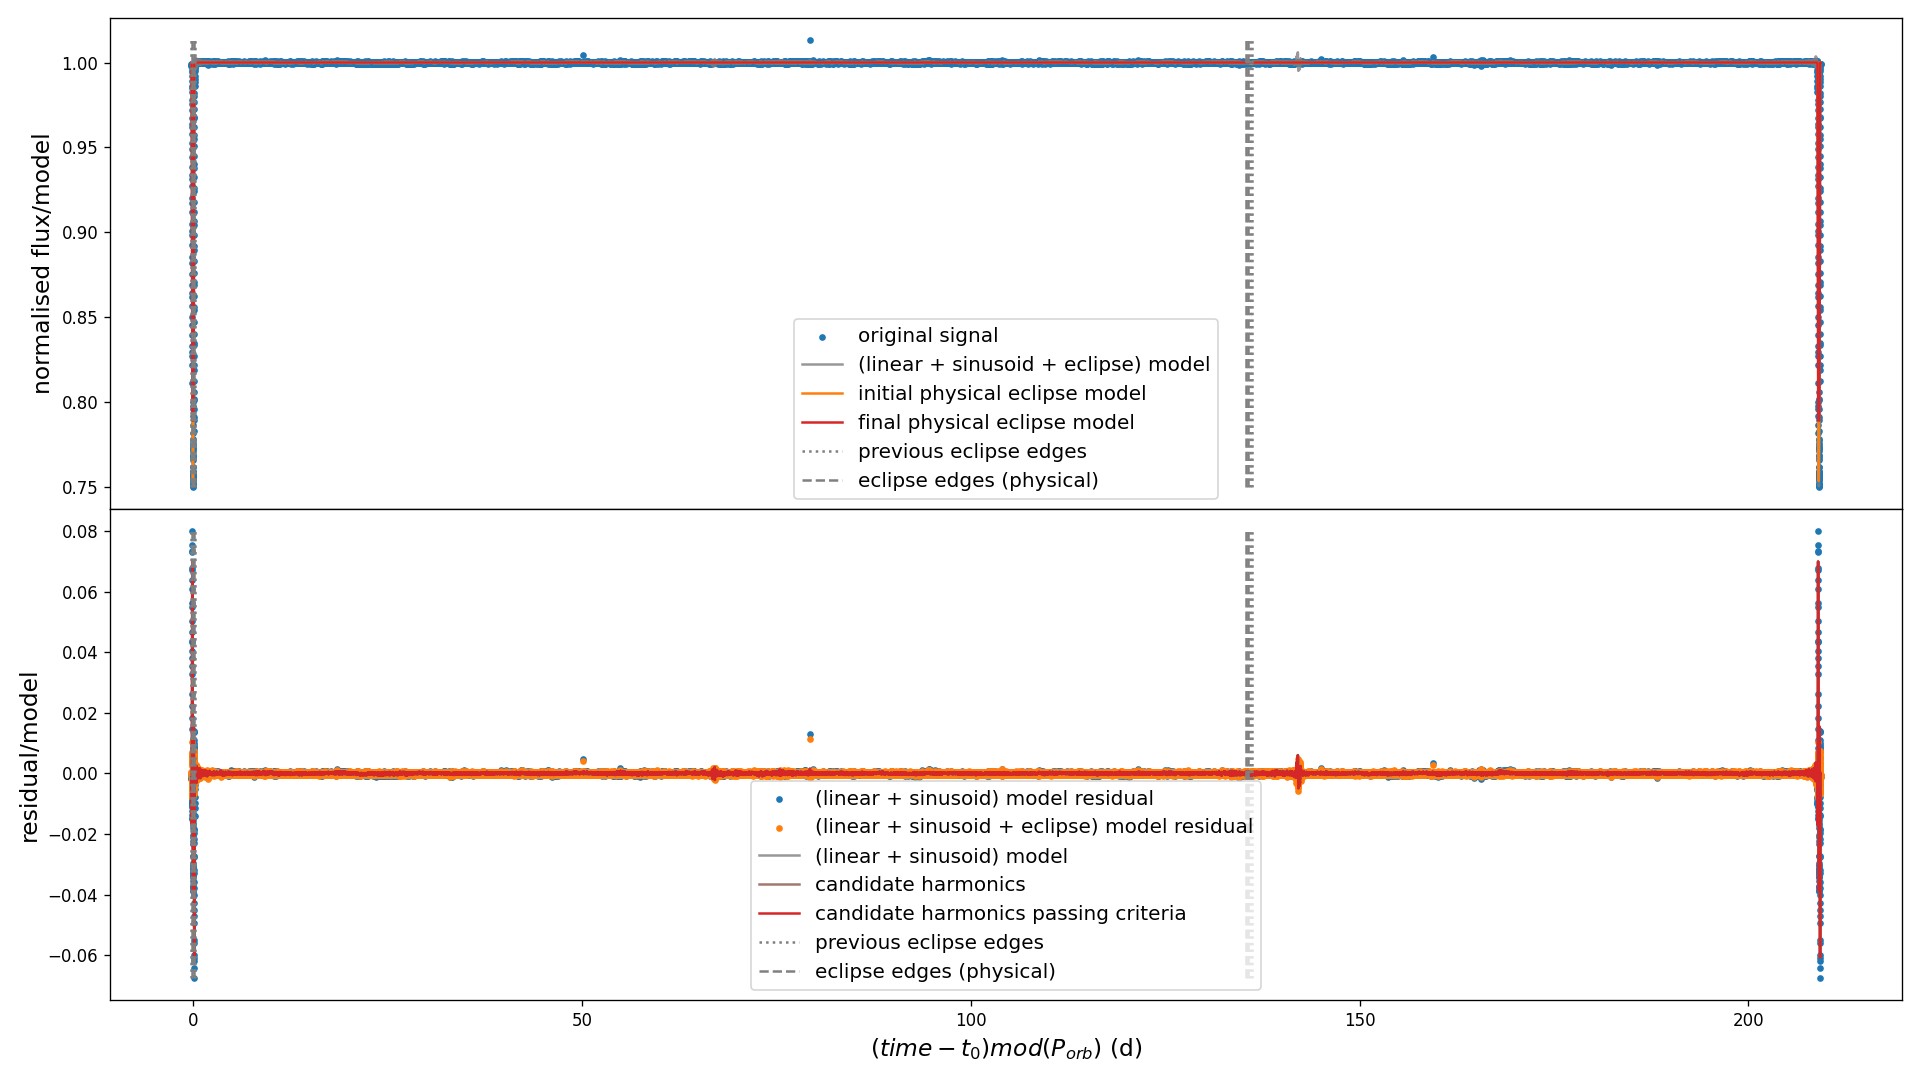 1.00
0.95
0.90
0.85
0.80
0.75
normalised flux/model
original signal
(linear + sinusoid + eclipse) model
initial physical eclipse model
final physical eclipse model
previous eclipse edges
eclipse edges (physical)
0.08
0.06
0.04
0.02
0.00
−0.02
−0.04
−0.06
residual/model
(linear + sinusoid) model residual
(linear + sinusoid + eclipse) model residual
(linear + sinusoid) model
candidate harmonics
candidate harmonics passing criteria
previous eclipse edges
eclipse edges (physical)
0 50 100 150 200
(time − t₀)mod(P_{orb}) (d)